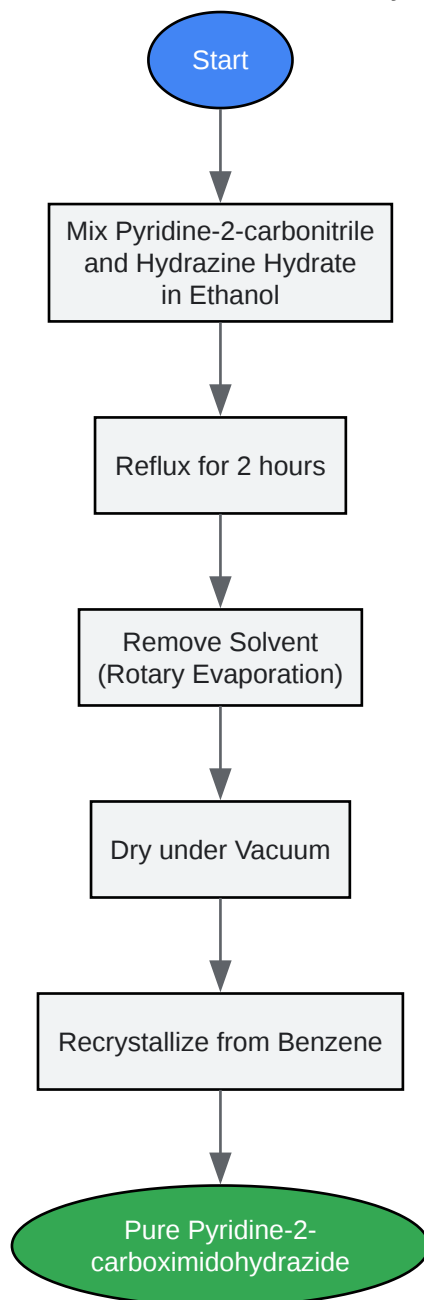 Start
Mix Pyridine-2-carbonitrile
and Hydrazine Hydrate
in Ethanol
Reflux for 2 hours
Remove Solvent
(Rotary Evaporation)
Dry under Vacuum
Recrystallize from Benzene
Pure Pyridine-2-
carboximidohydrazide